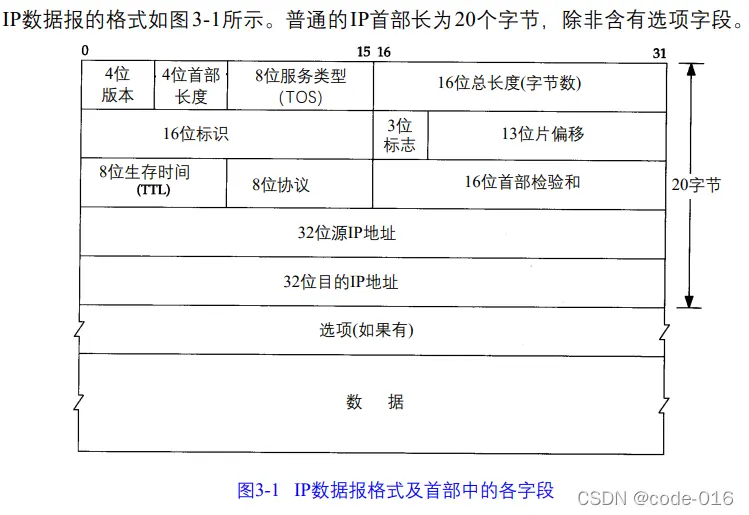 IP数据报的格式如图3-1所示。普通的IP首部长为20个字节，除非含有选项字段。
0 15 16 31
4位版本 4位首部长度 8位服务类型(TOS) 16位总长度(字节数)
16位标识 3位标志 13位片偏移
8位生存时间(TTL) 8位协议 16位首部检验和
20字节
32位源IP地址
32位目的IP地址
选项(如果有)
数 据
图3-1 IP数据报格式及首部中的各字段
CSDN @code-016